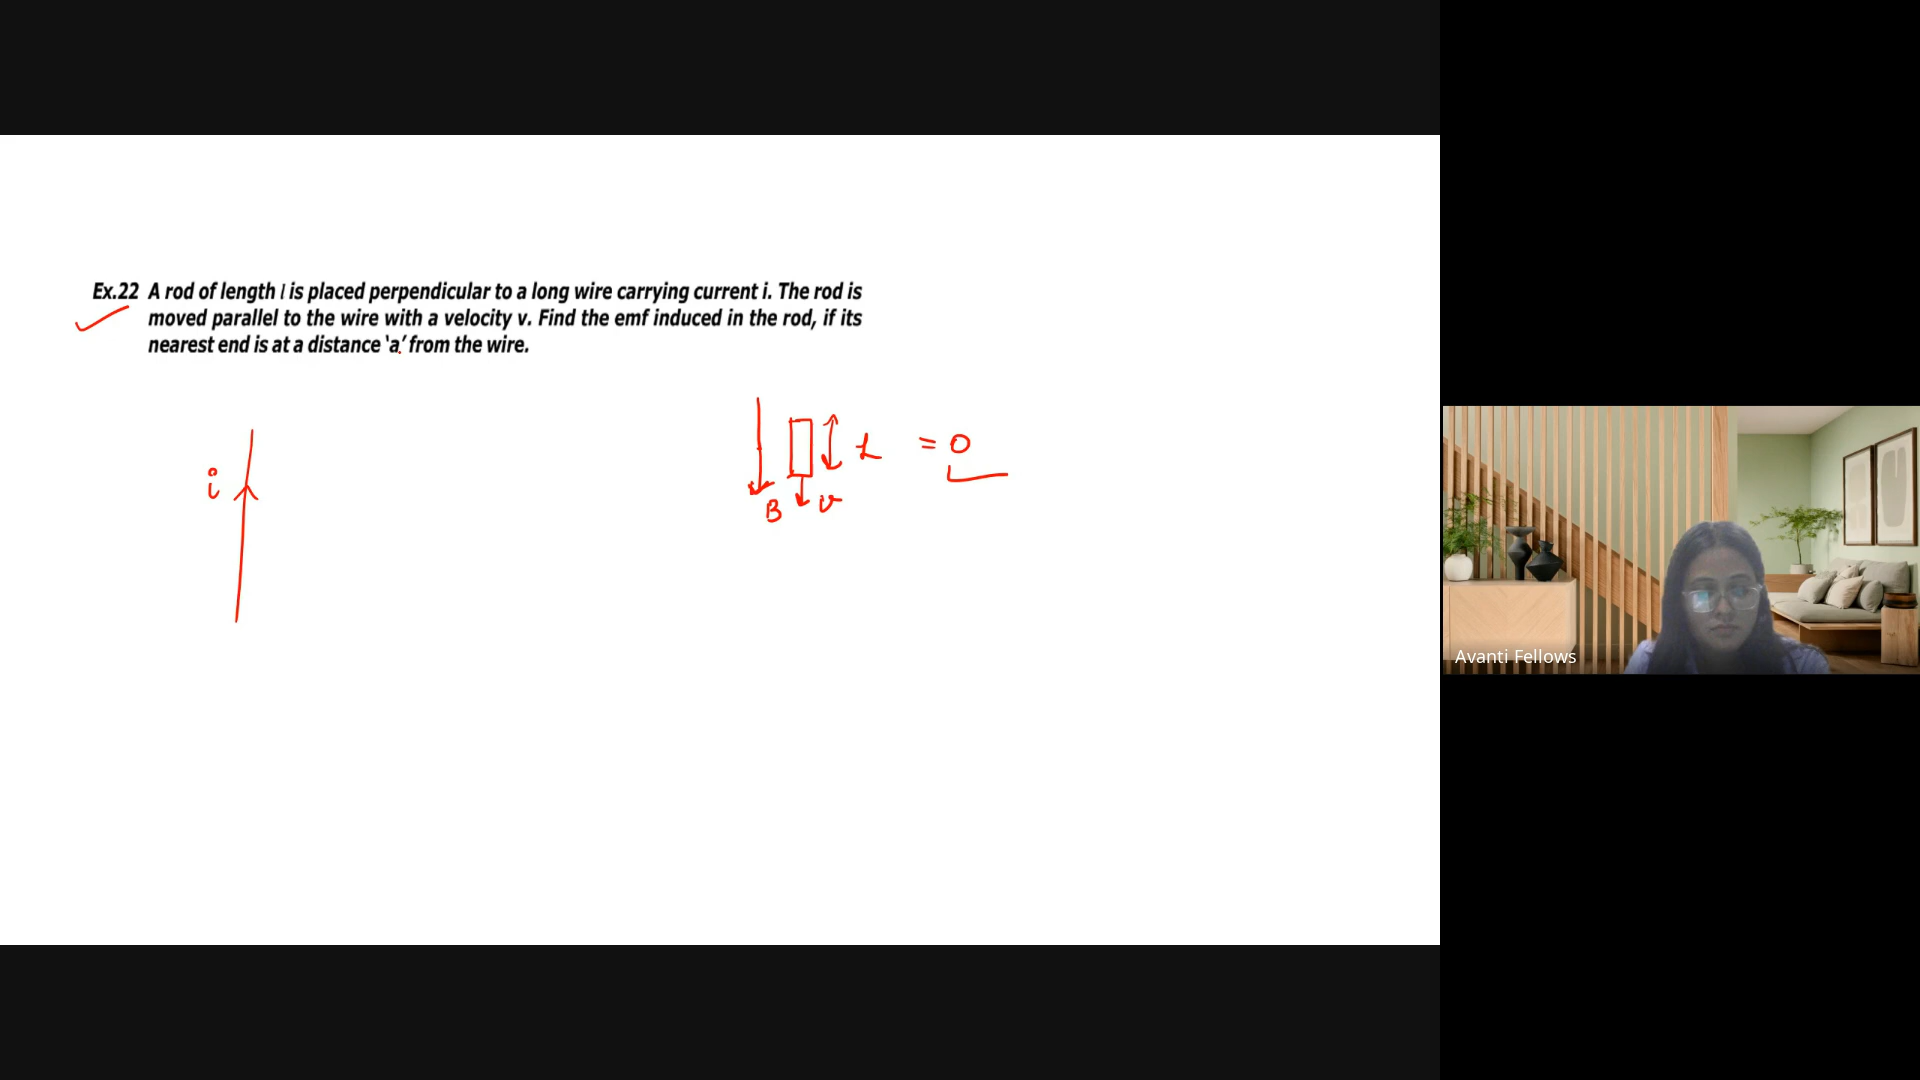 Ex.22 A rod of length l is placed perpendicular to a long wire carrying current i. The rod is
moved parallel to the wire with a velocity v. Find the emf induced in the rod, if its
nearest end is at a distance ‘a’ from the wire.
i
L = 0
B v
Avanti Fellows